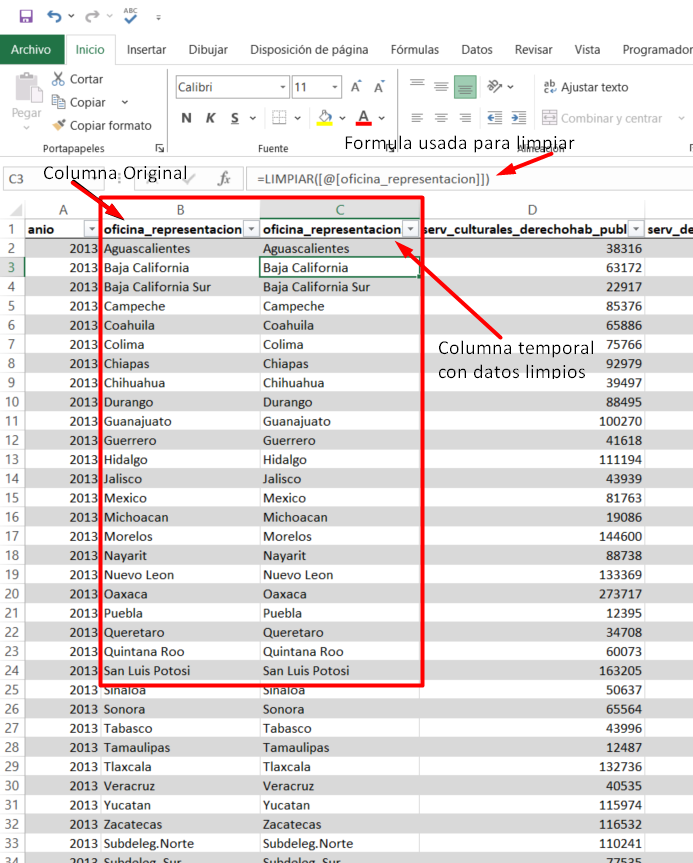 ABC
Archivo Inicio Insertar Dibujar Disposición de página Fórmulas Datos Revisar Vista Programador
Cortar
Copiar
Copiar formato
Pegar
Portapapeles
Calibri 11 A A
N K S A
Fuente
ab Ajustar texto
Combinar y centrar
Alineación
Formula usada para limpiar
Columna Original
C3 fx =LIMPIAR([@[oficina_representacion]])
A B C D
1 anio oficina_representacion oficina_representacion serv_culturales_derechohab_publ serv_de
2 2013 Aguascalientes Aguascalientes 38316
3 2013 Baja California Baja California 63172
4 2013 Baja California Sur Baja California Sur 22917
5 2013 Campeche Campeche 85376
6 2013 Coahuila Coahuila 65886
7 2013 Colima Colima 75766
8 2013 Chiapas Chiapas 92979
9 2013 Chihuahua Chihuahua 39497
10 2013 Durango Durango 88495
11 2013 Guanajuato Guanajuato 100270
12 2013 Guerrero Guerrero 41618
13 2013 Hidalgo Hidalgo 111194
14 2013 Jalisco Jalisco 43939
15 2013 Mexico Mexico 81763
16 2013 Michoacan Michoacan 19086
17 2013 Morelos Morelos 144600
18 2013 Nayarit Nayarit 88738
19 2013 Nuevo Leon Nuevo Leon 133369
20 2013 Oaxaca Oaxaca 273717
21 2013 Puebla Puebla 12395
22 2013 Queretaro Queretaro 34708
23 2013 Quintana Roo Quintana Roo 60073
24 2013 San Luis Potosi San Luis Potosi 163205
25 2013 Sinaloa Sinaloa 50637
26 2013 Sonora Sonora 65564
27 2013 Tabasco Tabasco 43996
28 2013 Tamaulipas Tamaulipas 12487
29 2013 Tlaxcala Tlaxcala 132736
30 2013 Veracruz Veracruz 40535
31 2013 Yucatan Yucatan 115974
32 2013 Zacatecas Zacatecas 116532
33 2013 Subdeleg.Norte Subdeleg.Norte 110241
34 2013 Subdeleg. Sur Subdeleg. Sur 77535
Columna temporal
con datos limpios